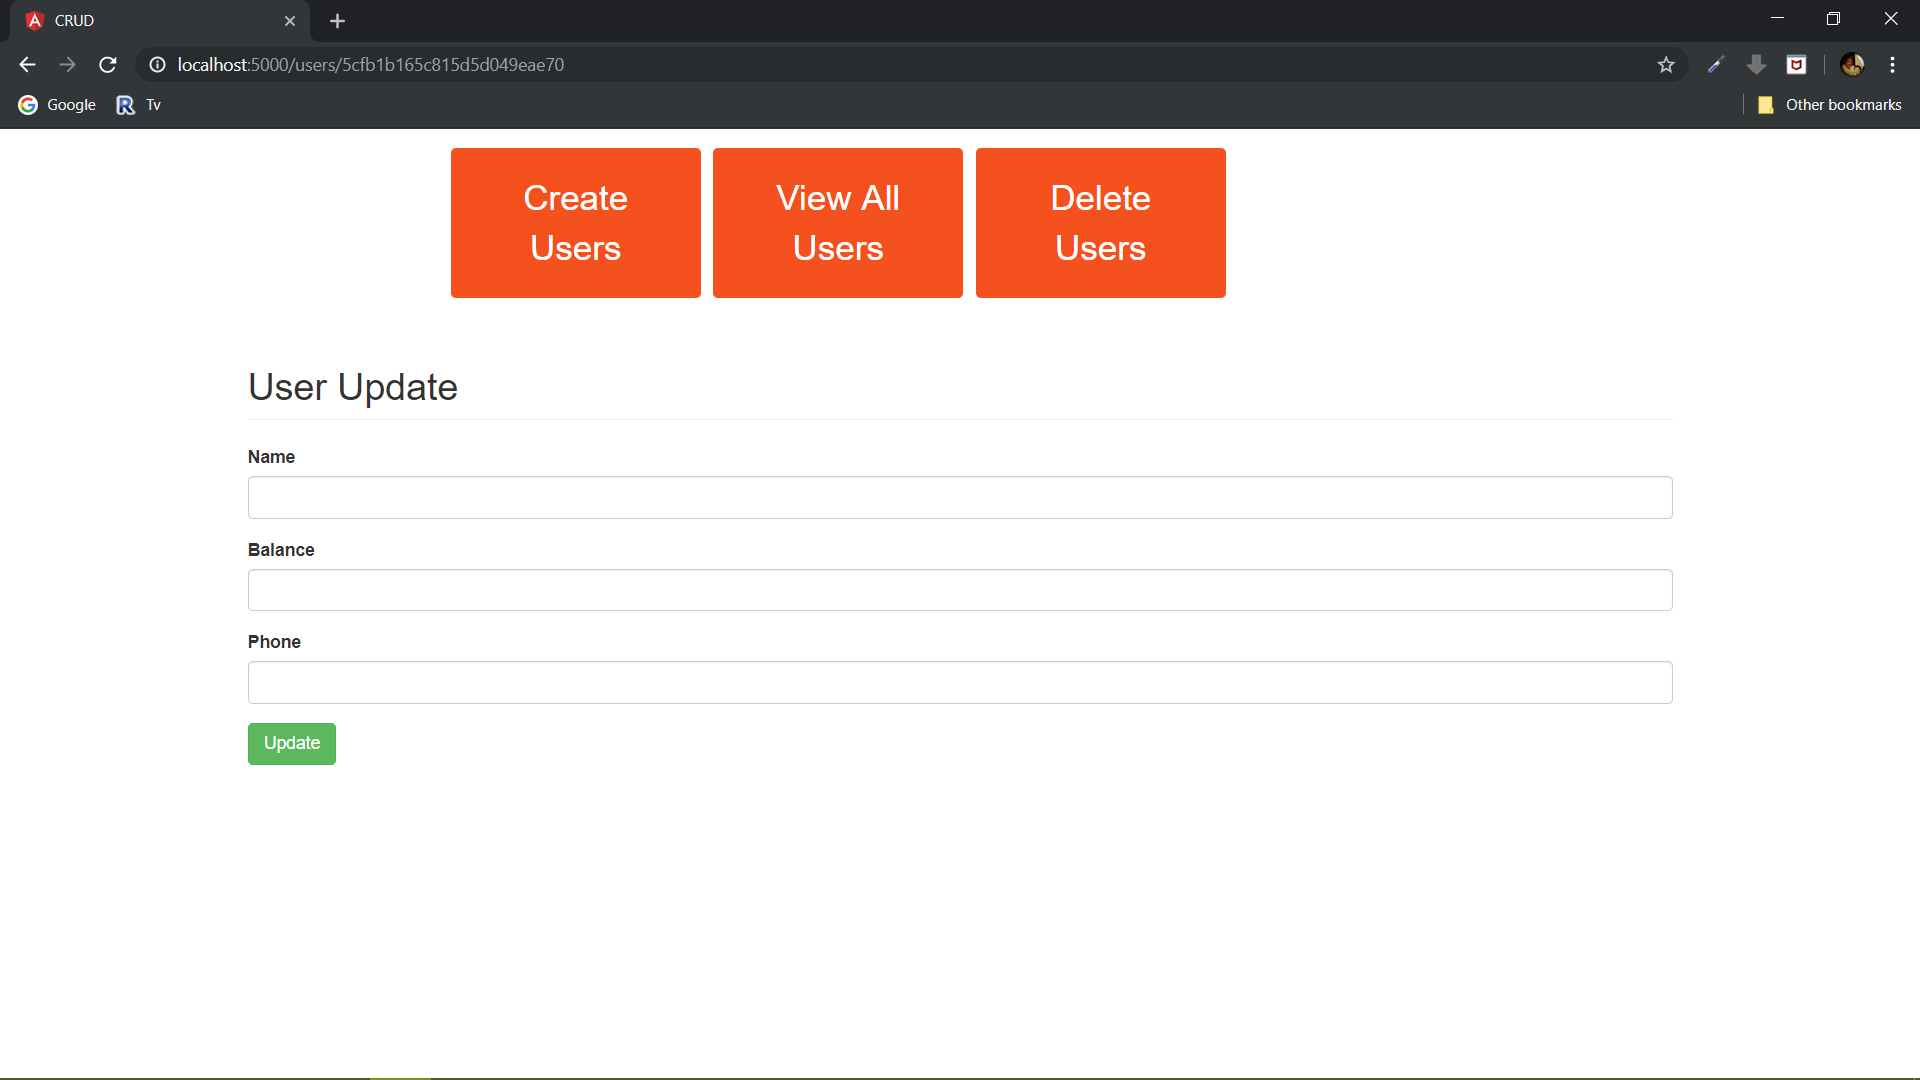 CRUD
localhost:5000/users/5cfb1b165c815d5d049eae70
Google
Tv
Other bookmarks
Create
Users
View All
Users
Delete
Users
User Update
Name
Balance
Phone
Update